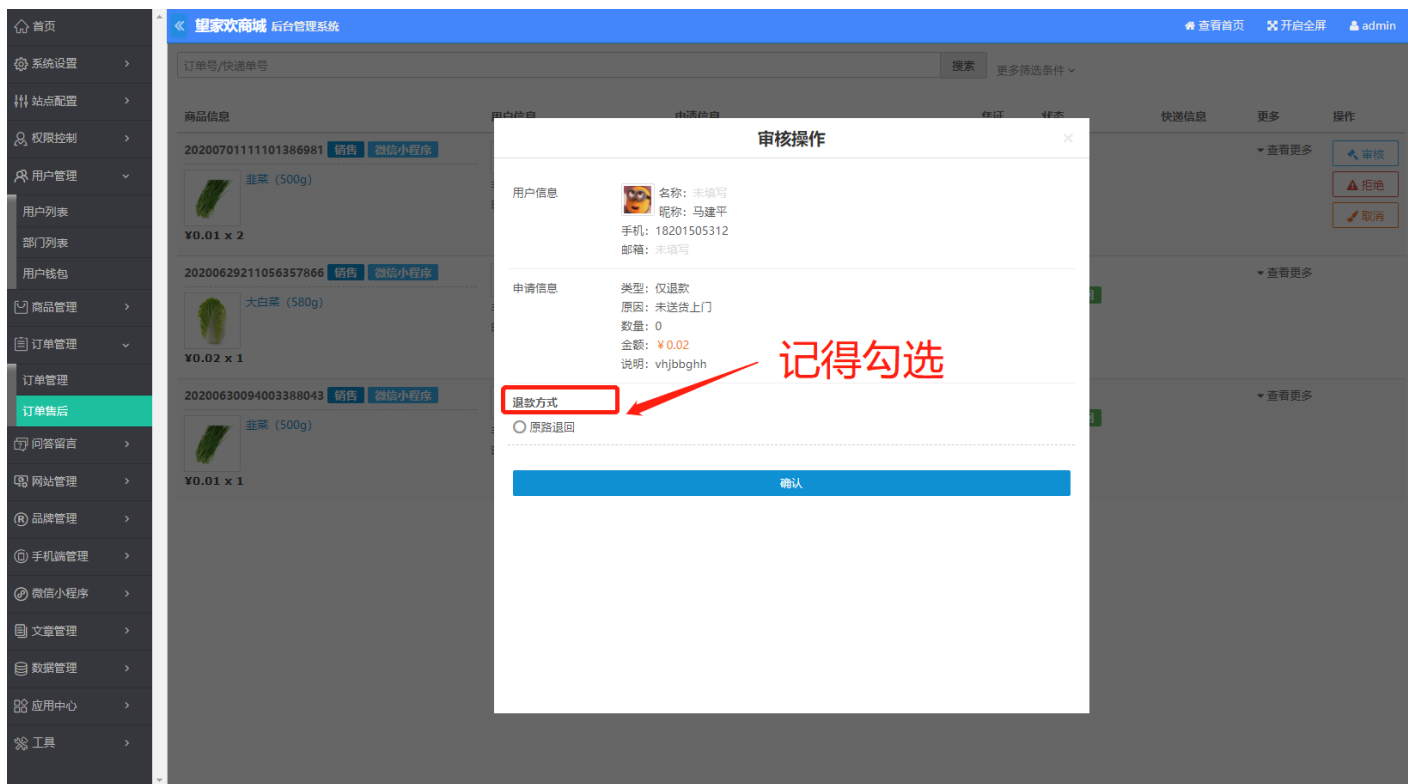 首页
系统设置
站点配置
权限控制
用户管理
用户列表
部门列表
用户钱包
商品管理
订单管理
订单管理
订单售后
问答留言
网站管理
品牌管理
手机端管理
微信小程序
文章管理
数据管理
应用中心
工具
望家欢商城 后台管理系统
查看首页 开启全屏 admin
订单号/快递单号 搜索 更多筛选条件
商品信息 用户信息 申请信息 凭证 状态 快递信息 更多 操作
20200701111101386981 销售 微信小程序 查看更多
韭菜 (500g)
¥0.01 x 2
审核
拒绝
取消
20200629211056357866 销售 微信小程序 查看更多
大白菜 (580g)
¥0.02 x 1
20200630094003388043 销售 微信小程序 查看更多
韭菜 (500g)
¥0.01 x 1
审核操作 ×
用户信息
名称：未填写
昵称：马建平
手机：18201505312
邮箱：未填写
申请信息
类型：仅退款
原因：未送货上门
数量：0
金额：￥0.02
说明：vhjbbghh
记得勾选
退款方式
原路退回
确认